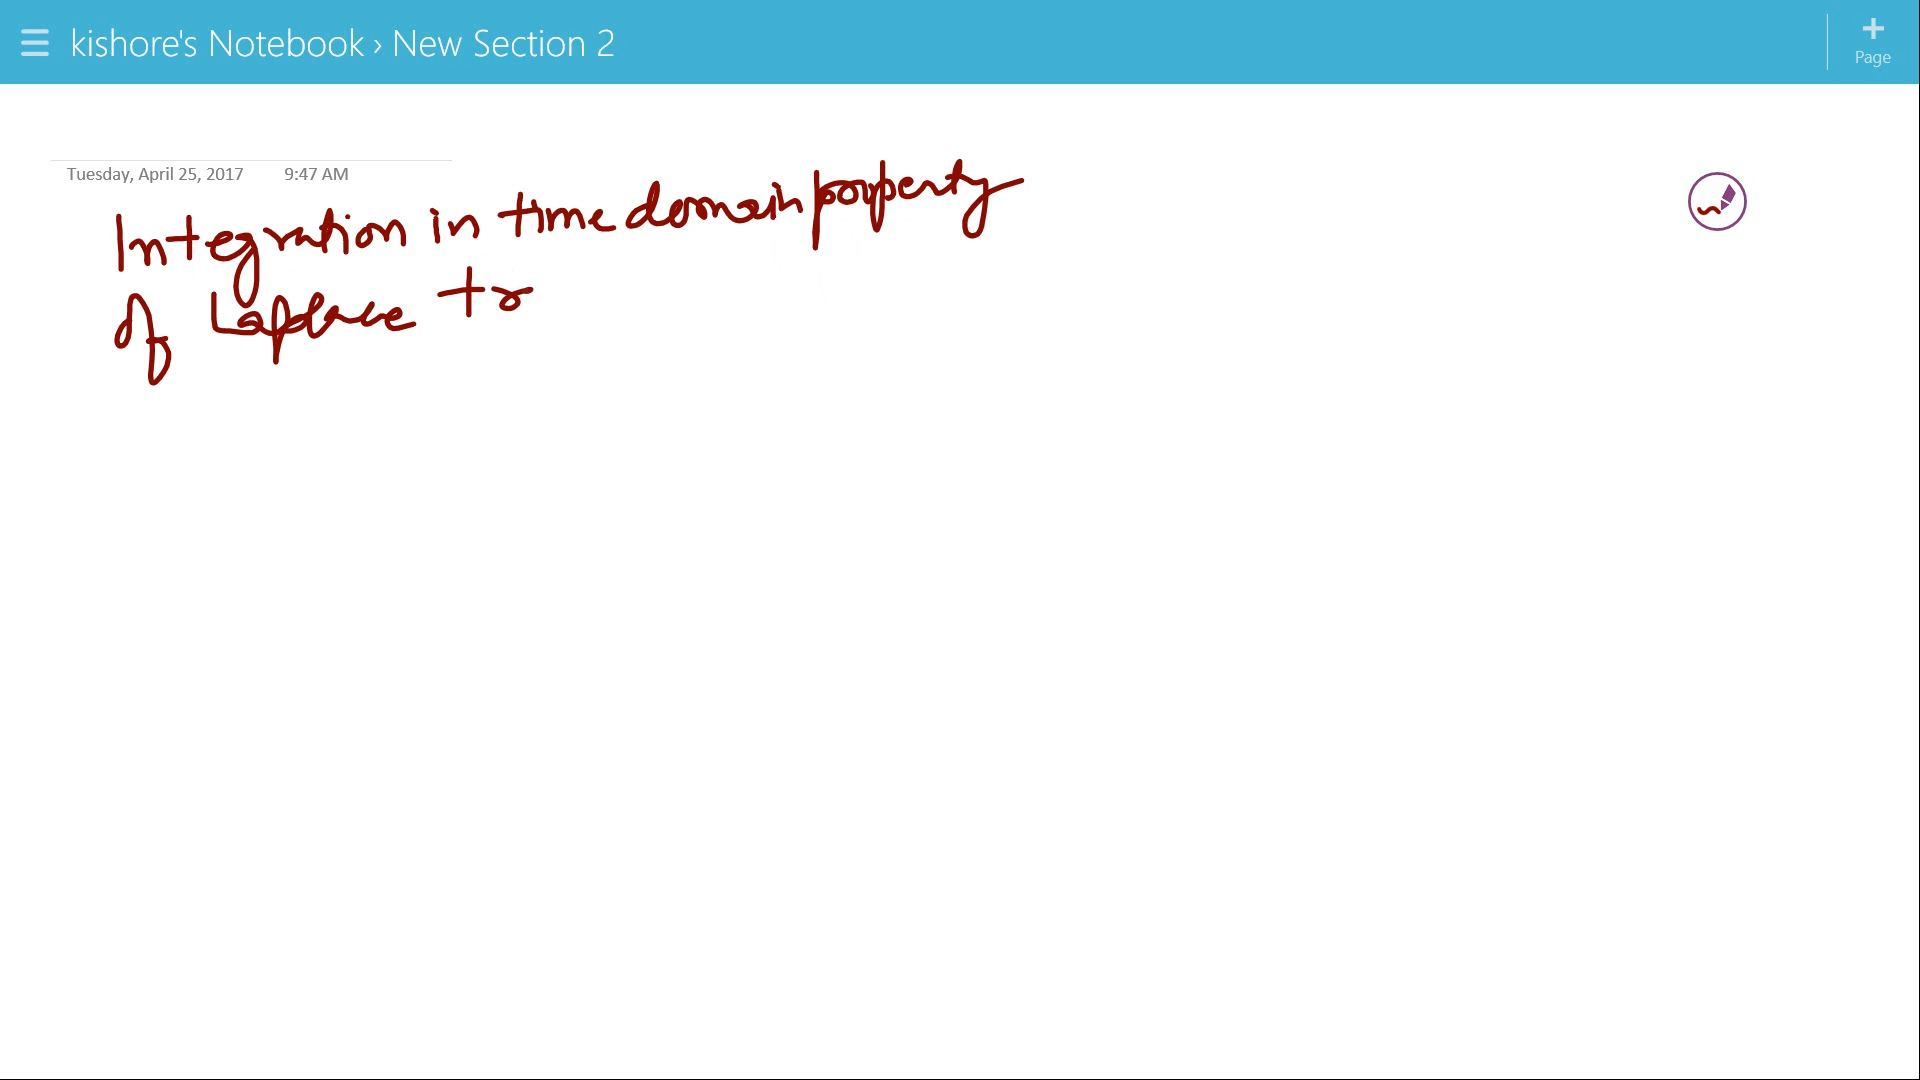 kishore's Notebook › New Section 2
Page
Tuesday, April 25, 2017 9:47 AM
Integration in time domain property
of Laplace tr